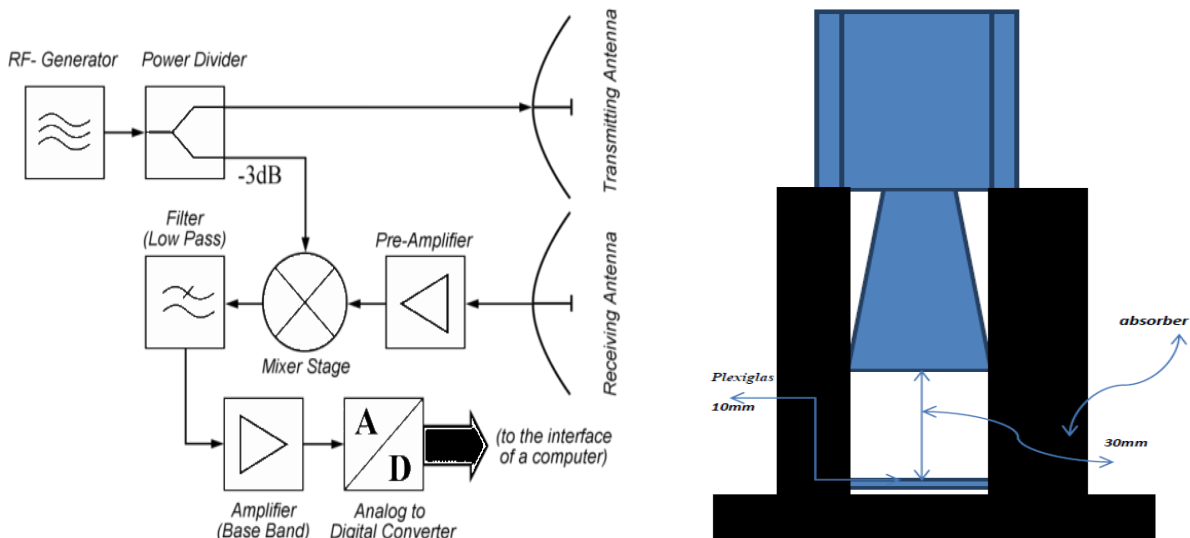 RF- Generator
Power Divider
-3dB
Transmitting Antenna
Filter
(Low Pass)
Pre-Amplifier
Mixer Stage
Receiving Antenna
A
D
(to the interface
of a computer)
Amplifier
(Base Band)
Analog to
Digital Converter
absorber
Plexiglas
10mm
30mm